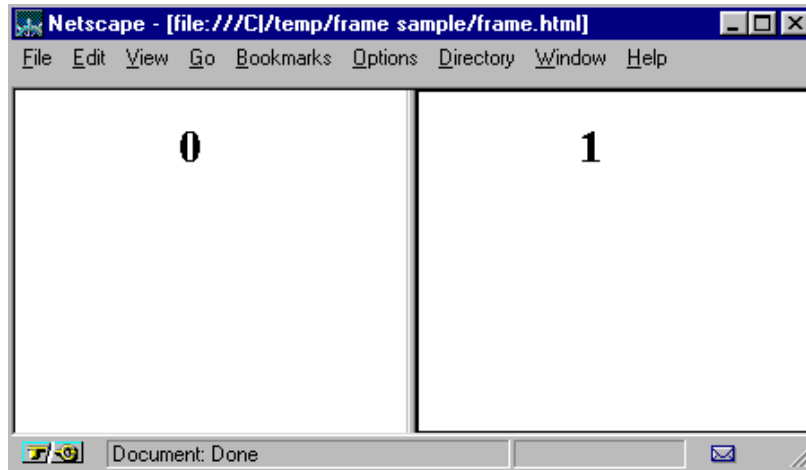 Netscape - [file:///C|/temp/frame sample/frame.html]
File Edit View Go Bookmarks Options Directory Window Help
0 1
Document: Done